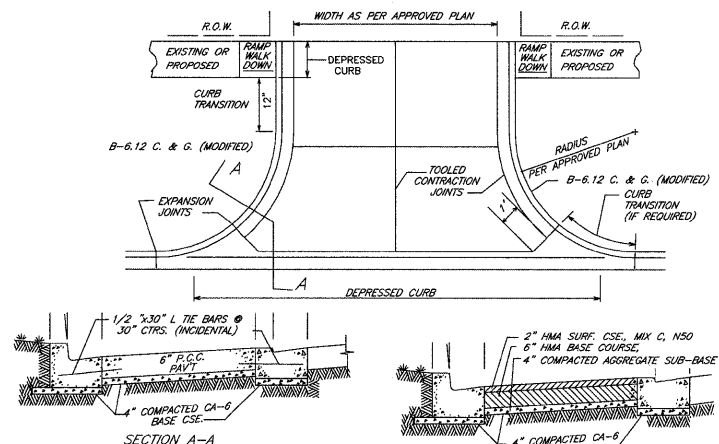 WIDTH AS PER APPROVED PLAN
R.O.W.
R.O.W.
EXISTING OR
PROPOSED
RAMP
WALK
DOWN
DEPRESSED
CURB
RAMP
WALK
DOWN
EXISTING OR
PROPOSED
CURB
TRANSITION
12"
B-6.12 C. & G. (MODIFIED)
RADIUS
PER APPROVED PLAN
A
TOOLED
CONTRACTION
JOINTS
B-6.12 C. & G. (MODIFIED)
CURB
TRANSITION
(IF REQUIRED)
EXPANSION
JOINTS
A
DEPRESSED CURB
1/2 "x30" L TIE BARS @
30" CTRS. (INCIDENTAL)
6" P.C.C.
PAV'T
4" COMPACTED CA-6
BASE CSE.
SECTION A-A
2" HMA SURF. CSE., MIX C, N50
6" HMA BASE COURSE,
4" COMPACTED AGGREGATE SUB-BASE
4" COMPACTED CA-6